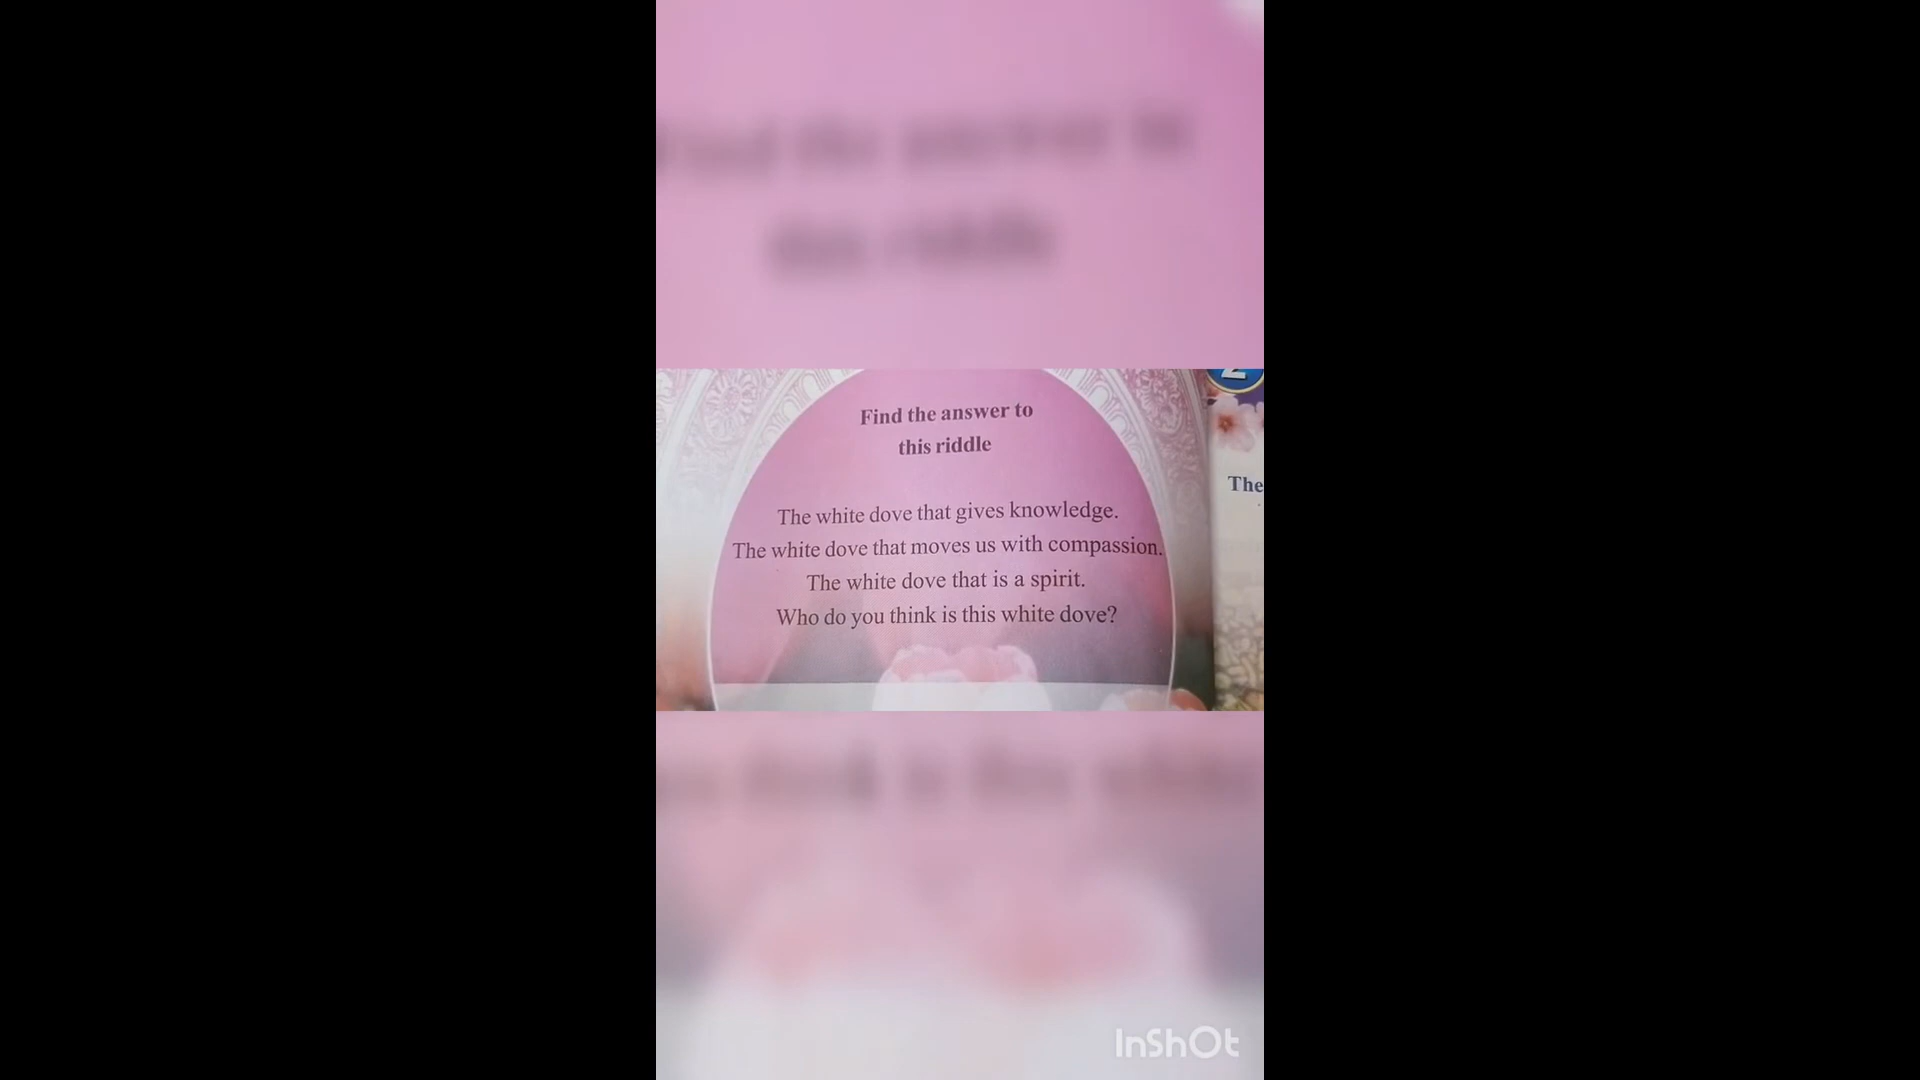 Find the answer to
this riddle
The white dove that gives knowledge.
The white dove that moves us with compassion.
The white dove that is a spirit.
Who do you think is this white dove?
2
The
InShOt